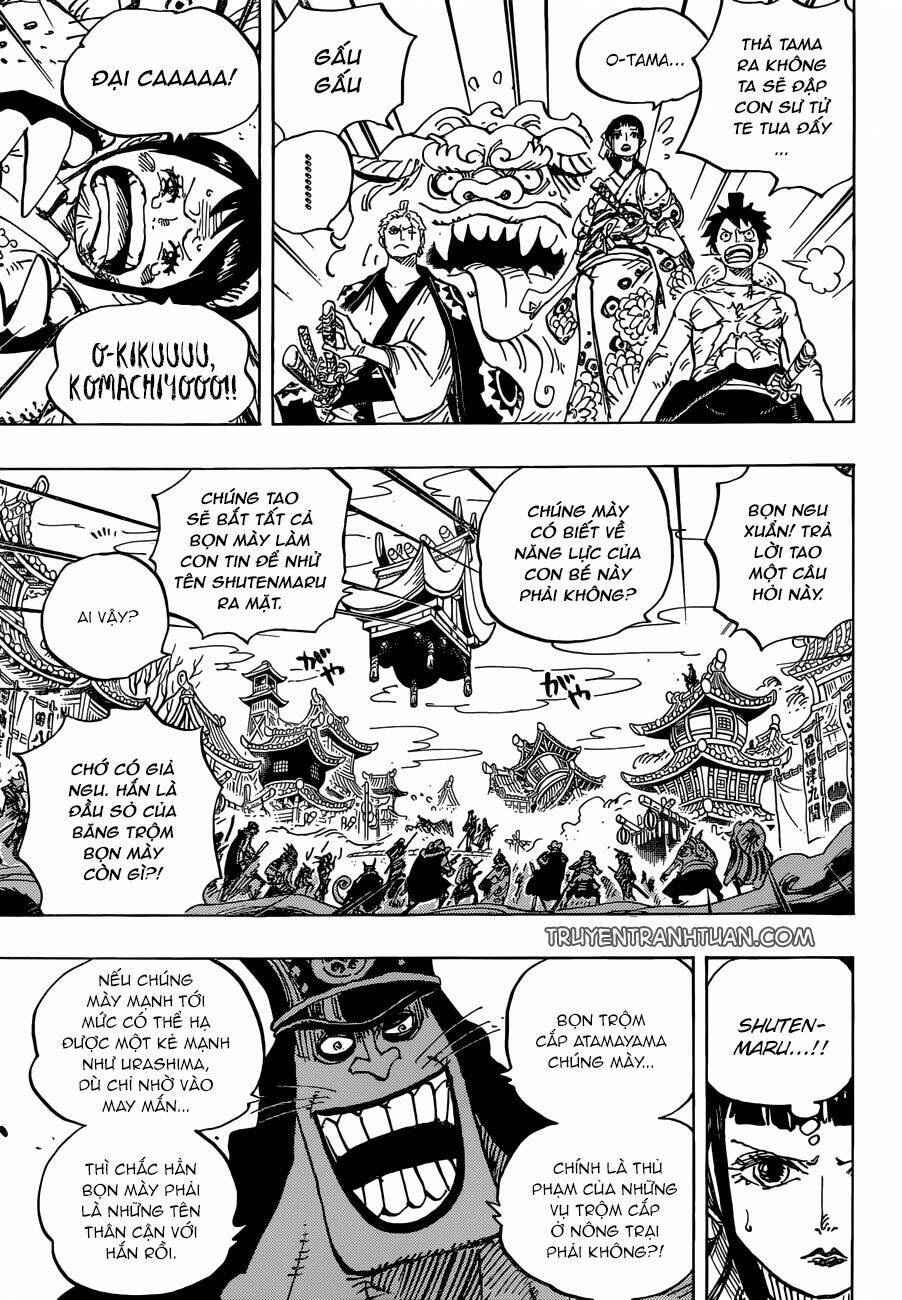 THẢ TAMA
RA KHÔNG
TA SẼ ĐẬP
CON SƯ TỬ
TE TUA ĐẤY
...
O-TAMA...
GẤU
GẤU
ĐẠI CAAAAA!
O-KIKUUUU,
KOMACHIYOOO!!
BỌN NGU
XUẨN! TRẢ
LỜI TAO
MỘT CÂU
HỎI NÀY.
CHÚNG MÀY
CÓ BIẾT VỀ
NĂNG LỰC CỦA
CON BÉ NÀY
PHẢI KHÔNG?
CHÚNG TAO
SẼ BẮT TẤT CẢ
BỌN MÀY LÀM
CON TIN ĐỂ NHỬ
TÊN SHUTENMARU
RA MẶT.
AI VẬY?
CHỚ CÓ GIẢ
NGU. HẮN LÀ
ĐẦU SỎ CỦA
BĂNG TRỘM
BỌN MÀY
CÒN GÌ?!
ガヤ
ガヤ
TRUYENTRANHTUAN.COM
SHUTEN-
MARU...!!
BỌN TRỘM
CẮP ATAMAYAMA
CHÚNG MÀY...
CHÍNH LÀ THỦ
PHẠM CỦA NHỮNG
VỤ TRỘM CẮP
Ở NÔNG TRẠI
PHẢI KHÔNG?!
NẾU CHÚNG
MÀY MẠNH TỚI
MỨC CÓ THỂ HẠ
ĐƯỢC MỘT KẺ MẠNH
NHƯ URASHIMA,
DÙ CHỈ NHỜ VÀO
MAY MẮN...
THÌ CHẮC HẲN
BỌN MÀY PHẢI
LÀ NHỮNG TÊN
THÂN CẬN VỚI
HẮN RỒI.